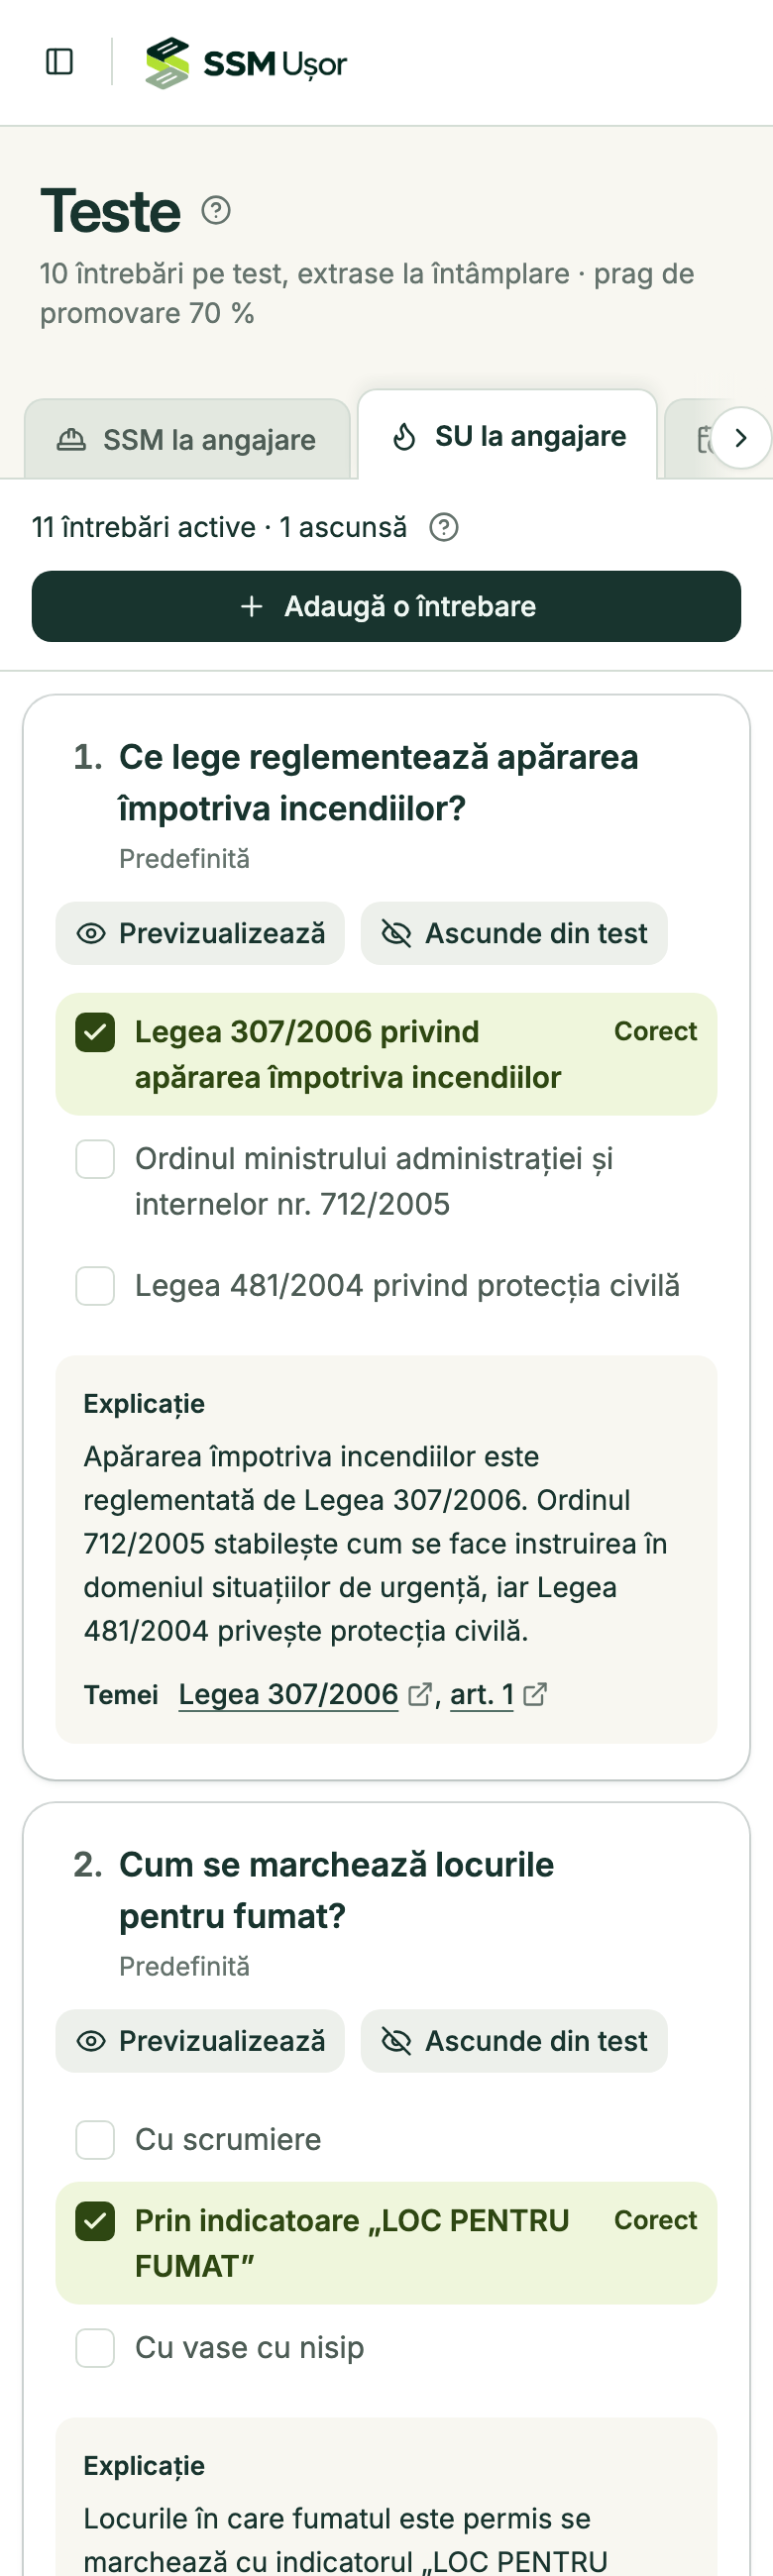 SSM Ușor
Teste
10 întrebări pe test, extrase la întâmplare · prag de
promovare 70 %
SSM la angajare
SU la angajare
11 întrebări active · 1 ascunsă
+ Adaugă o întrebare
1. Ce lege reglementează apărarea
împotriva incendiilor?
Predefinită
Previzualizează
Ascunde din test
Legea 307/2006 privind
apărarea împotriva incendiilor
Corect
Ordinul ministrului administrației și
internelor nr. 712/2005
Legea 481/2004 privind protecția civilă
Explicație
Apărarea împotriva incendiilor este
reglementată de Legea 307/2006. Ordinul
712/2005 stabilește cum se face instruirea în
domeniul situațiilor de urgență, iar Legea
481/2004 privește protecția civilă.
Temei Legea 307/2006, art. 1
2. Cum se marchează locurile
pentru fumat?
Predefinită
Previzualizează
Ascunde din test
Cu scrumiere
Prin indicatoare „LOC PENTRU
FUMAT”
Corect
Cu vase cu nisip
Explicație
Locurile în care fumatul este permis se
marchează cu indicatorul „LOC PENTRU